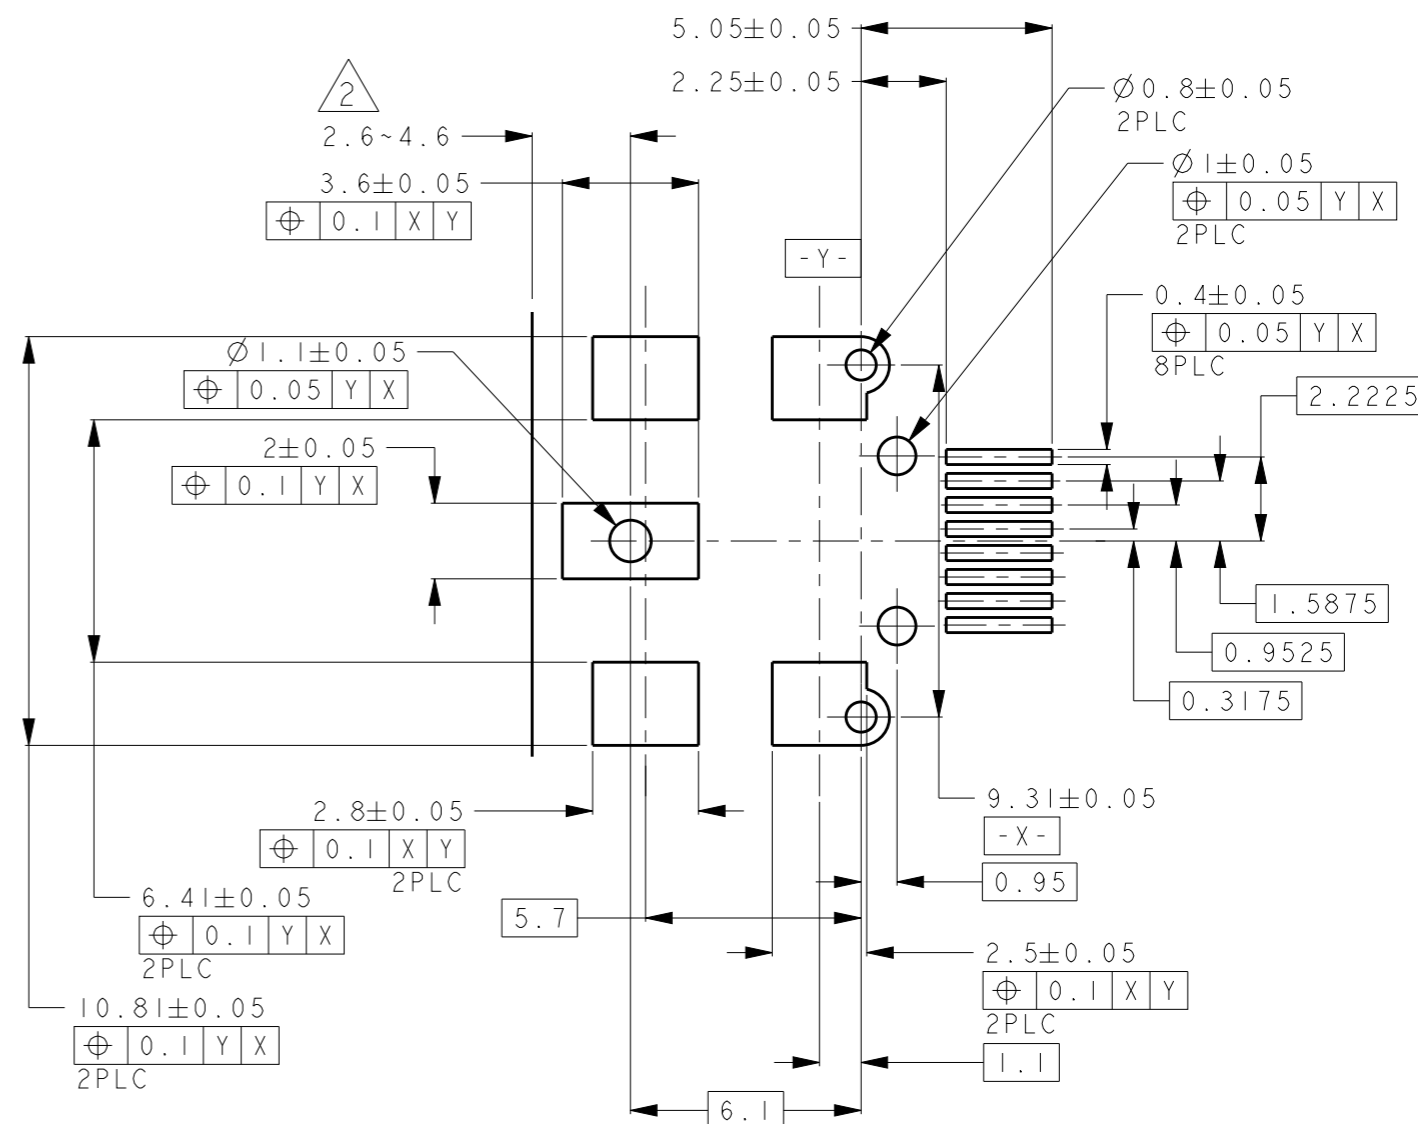 5.05±0.05
2.25±0.05
2
2.6~4.6
3.6±0.05
⌖ 0.1 X Y
Ø0.8±0.05
2PLC
Ø1±0.05
⌖ 0.05 Y X
2PLC
-Y-
0.4±0.05
⌖ 0.05 Y X
8PLC
2.2225
Ø1.1±0.05
⌖ 0.05 Y X
2±0.05
⌖ 0.1 Y X
1.5875
0.9525
0.3175
2.8±0.05
⌖ 0.1 X Y
2PLC
9.31±0.05
-X-
0.95
6.41±0.05
⌖ 0.1 Y X
2PLC
5.7
2.5±0.05
⌖ 0.1 X Y
2PLC
10.81±0.05
⌖ 0.1 Y X
2PLC
1.1
6.1